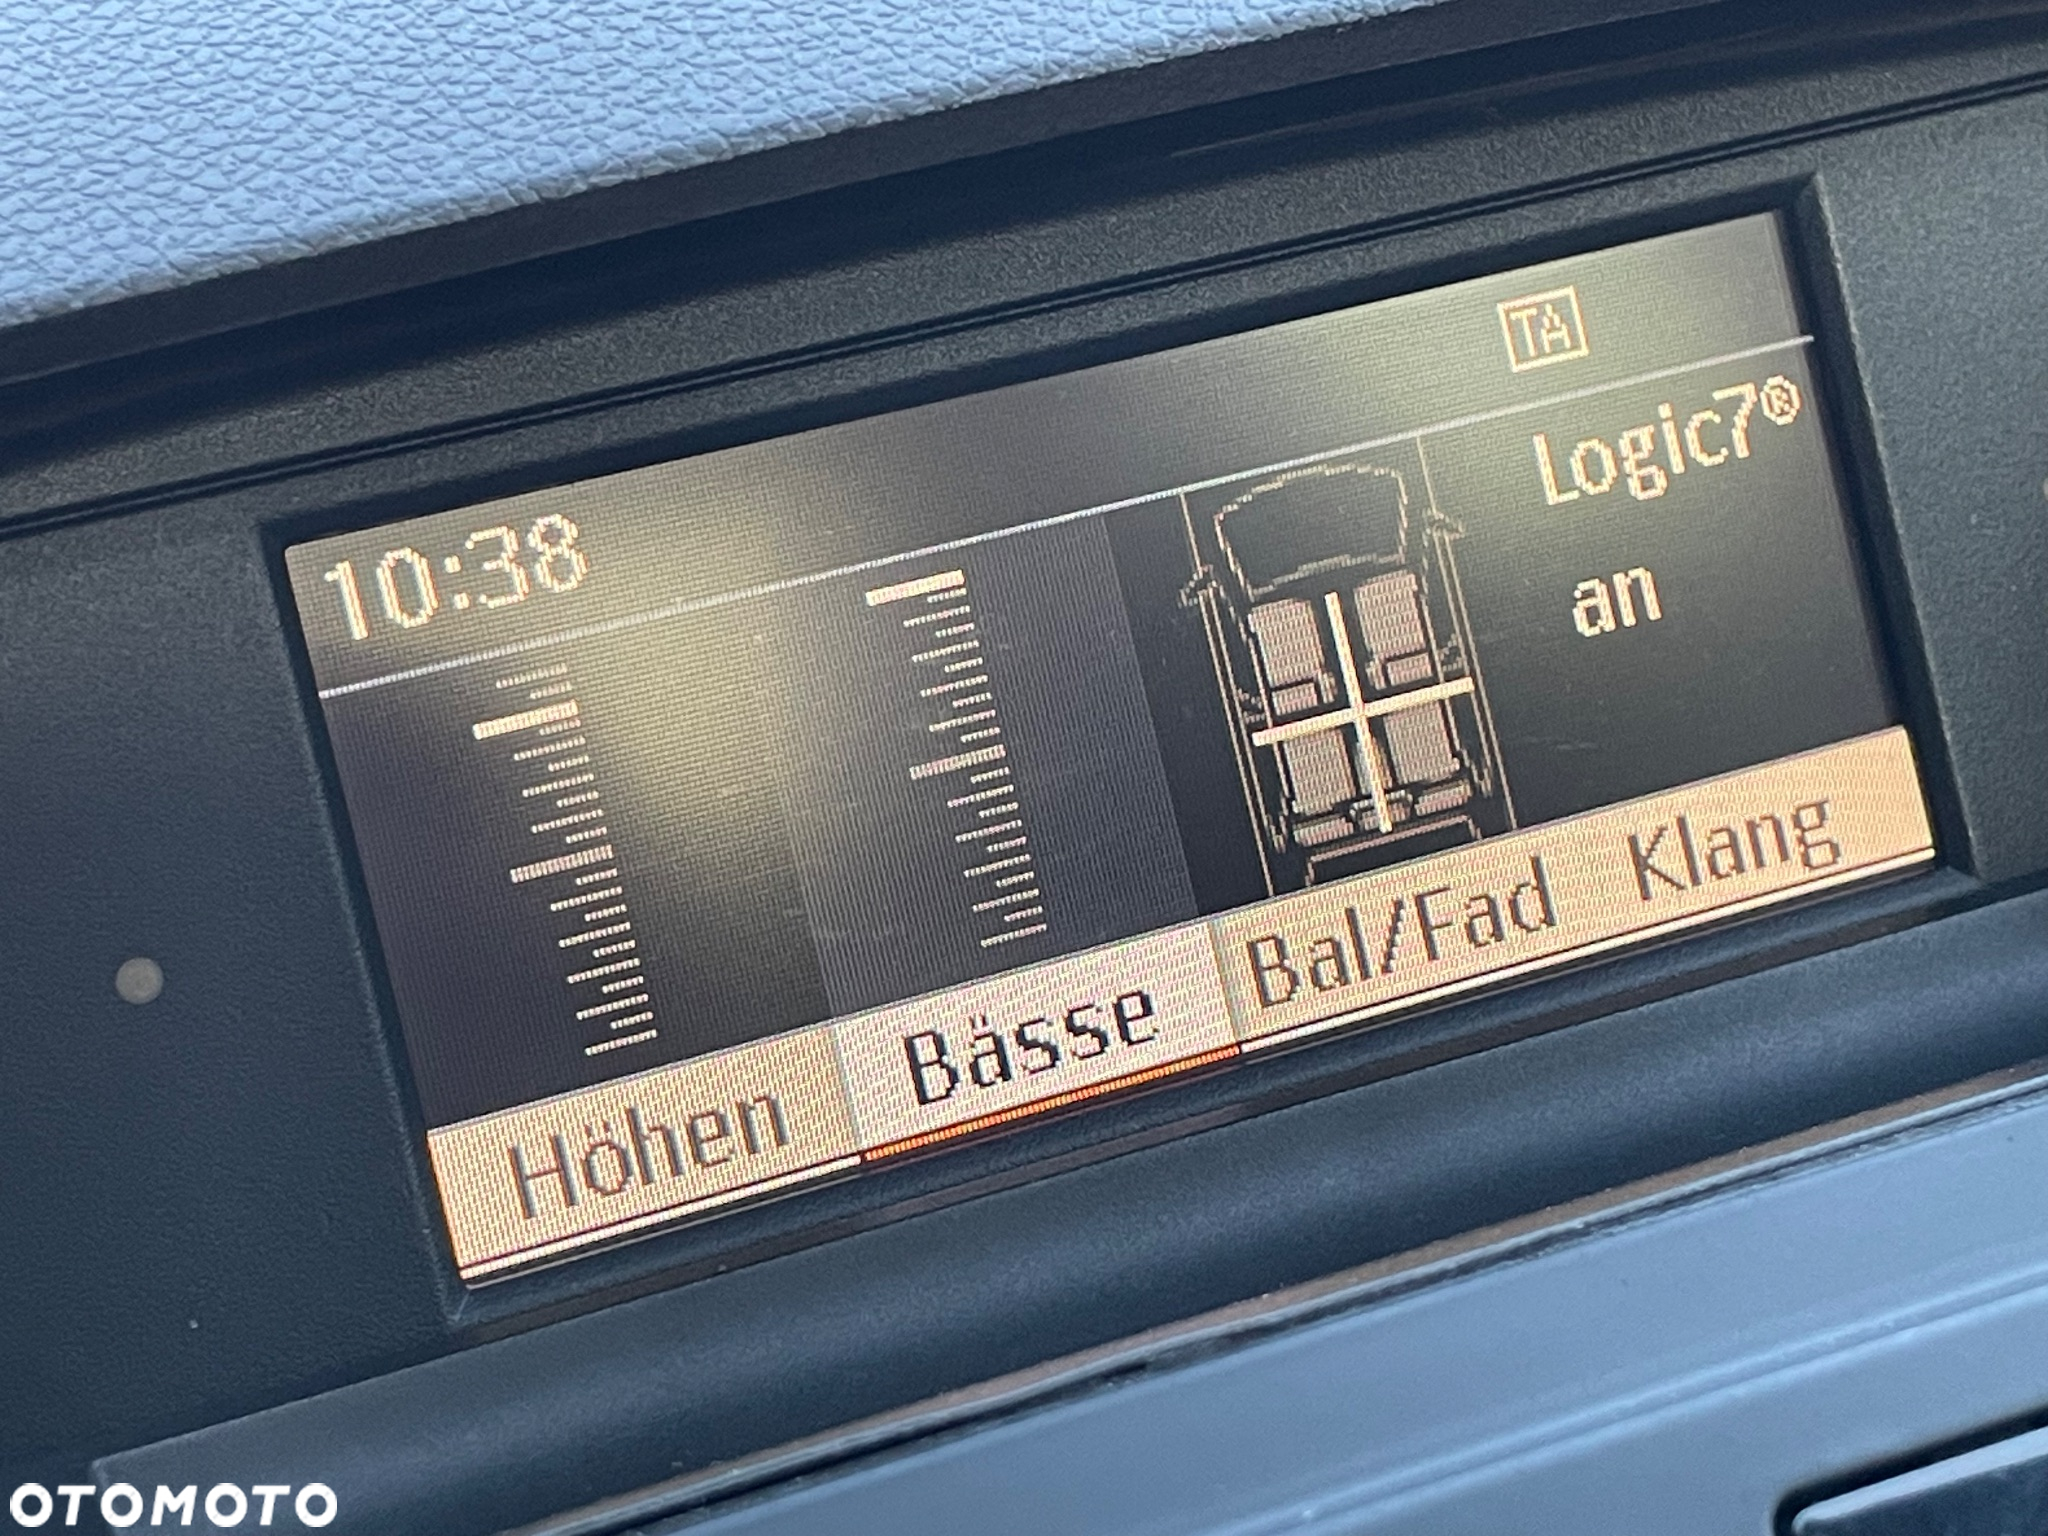 TA
10:38
Logic7®
an
Höhen Bässe Bal/Fad Klang
OTOMOTO